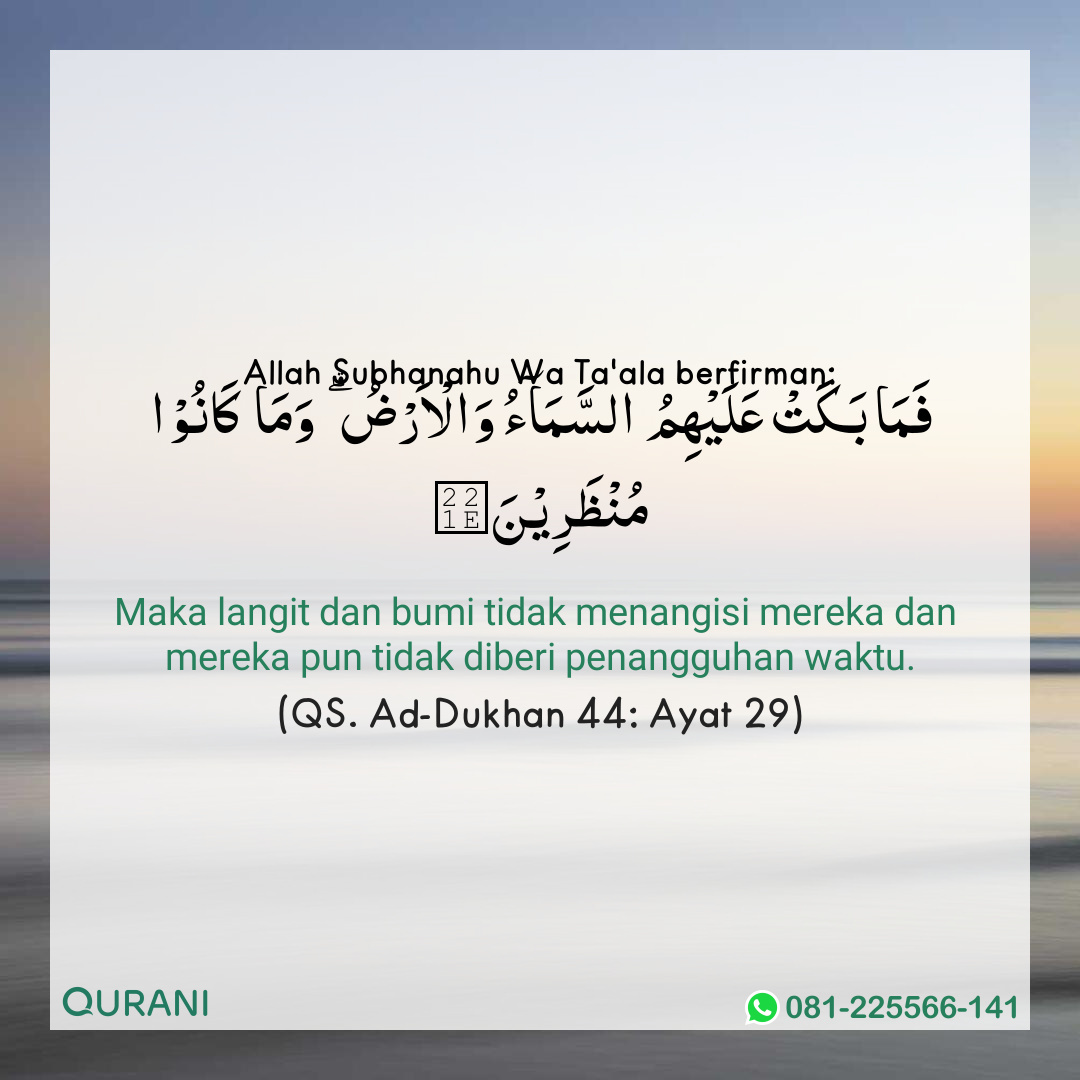 Allah Subhanahu Wa Ta'ala berfirman:
فَمَا بَكَتْ عَلَيْهِمُ السَّمَآءُ وَالْاَرْضُ ۗ وَمَا كَانُوْا
مُنْظَرِيْنَ
Maka langit dan bumi tidak menangisi mereka dan
mereka pun tidak diberi penangguhan waktu.
(QS. Ad-Dukhan 44: Ayat 29)
QURANI
081-225566-141